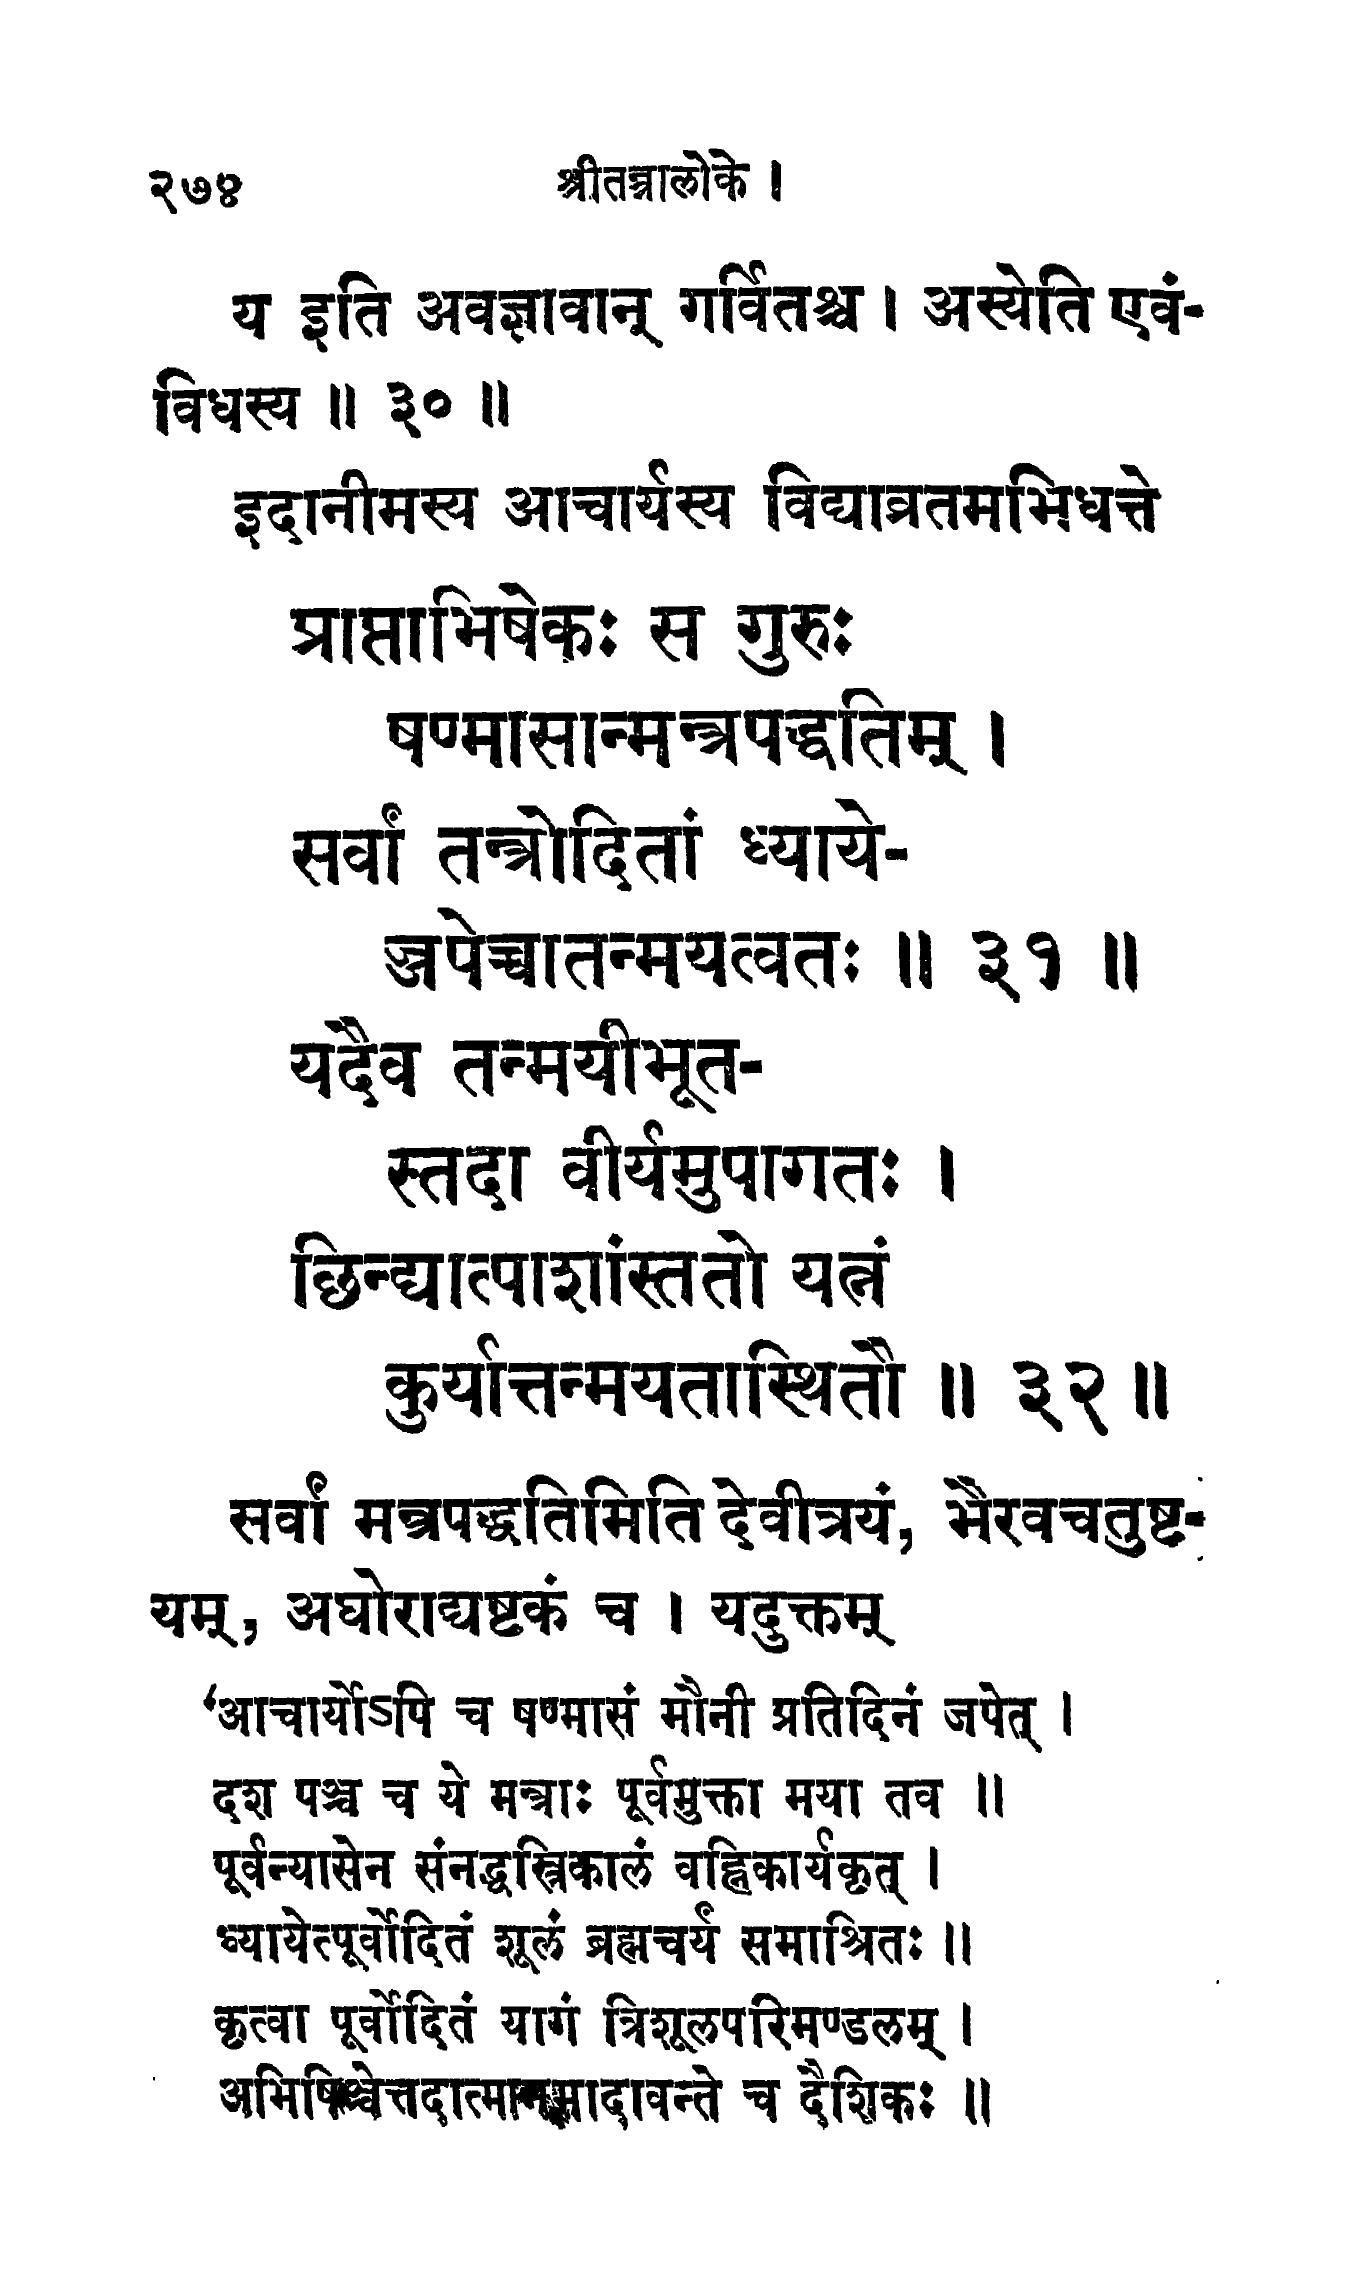 २७४ श्रीतन्त्रालोके ।
य इति अवज्ञावान् गर्वितश्च । अस्येति एवं-
विधस्य ॥ ३० ॥
इदानीमस्य आचार्यस्य विद्याव्रतमभिधत्ते
प्राप्ताभिषेकः स गुरुः
षण्मासान्मन्त्रपद्धतिम् ।
सर्वां तन्त्रोदितां ध्याये-
ज्जपेच्चातन्मयत्वतः ॥ ३१ ॥
यदैव तन्मयीभूत-
स्तदा वीर्यमुपागतः ।
छिन्द्यात्पाशांस्ततो यत्नं
कुर्यात्तन्मयतास्थितौ ॥ ३२ ॥
सर्वां मन्त्रपद्धतिमिति देवीत्रयं, भैरवचतुष्ट-
यम्, अघोराद्यष्टकं च । यदुक्तम्
‘आचार्योऽपि च षण्मासं मौनी प्रतिदिनं जपेत् ।
दश पञ्च च ये मन्त्राः पूर्वमुक्ता मया तव ॥
पूर्वन्यासेन संनद्धस्त्रिकालं वह्निकार्यकृत् ।
ध्यायेत्पूर्वोदितं शूलं ब्रह्मचर्यं समाश्रितः ॥
कृत्वा पूर्वोदितं यागं त्रिशूलपरिमण्डलम् ।
अभिषिञ्चेत्तदात्मानमादावन्ते च दैशिकः ॥